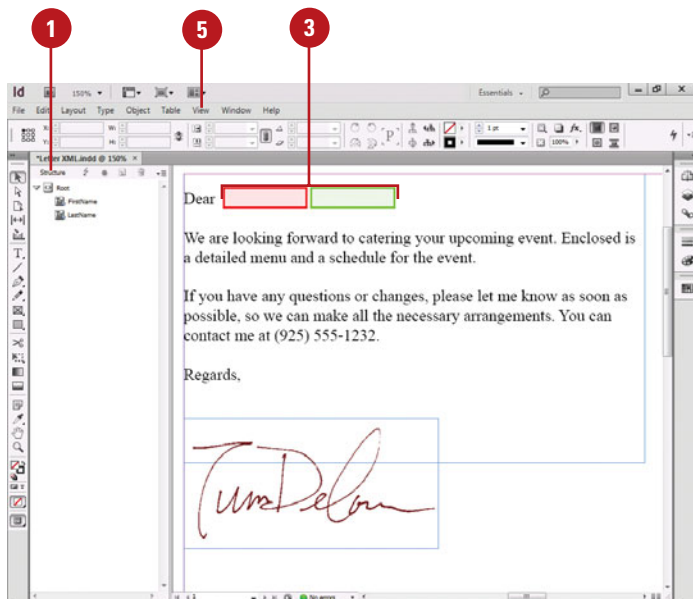 1
5
3
Id 150% Essentials
File Edit Layout Type Object Table View Window Help
X: W: 1 pt
Y: H: 100%
*Letter XML.indd @ 150% ×
Structure
Root
FirstName
LastName
Dear
We are looking forward to catering your upcoming event. Enclosed is
a detailed menu and a schedule for the event.
If you have any questions or changes, please let me know as soon as
possible, so we can make all the necessary arrangements. You can
contact me at (925) 555-1232.
Regards,
1 No errors